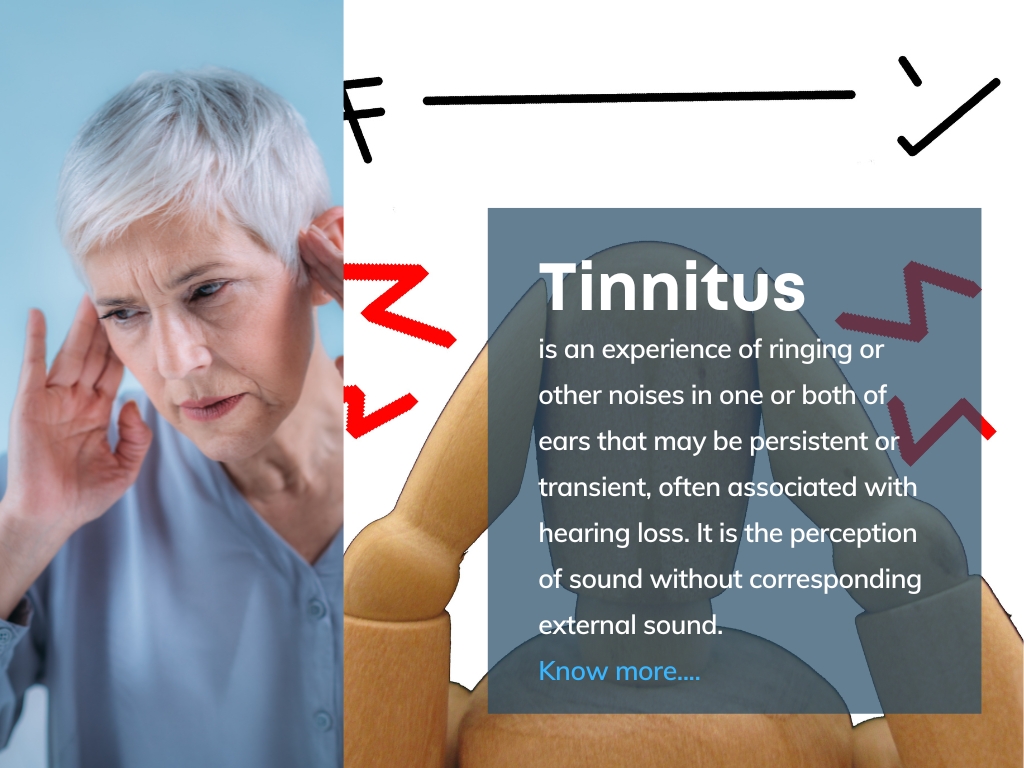 Tinnitus
is an experience of ringing or
other noises in one or both of
ears that may be persistent or
transient, often associated with
hearing loss. It is the perception
of sound without corresponding
external sound.
Know more....